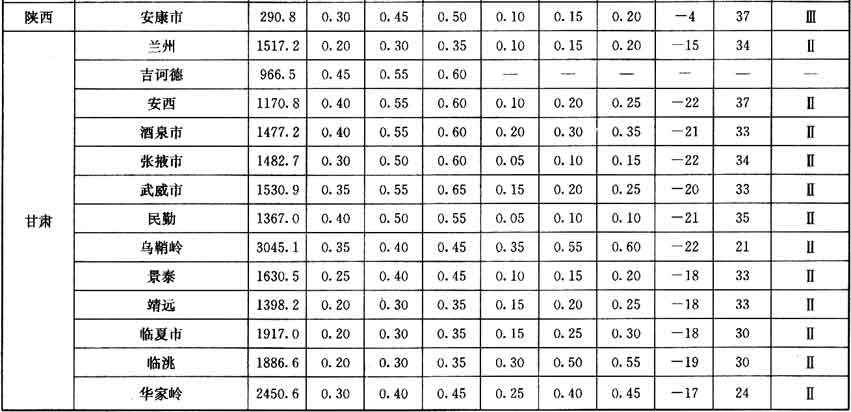 陕西 安康市 290.8 0.30 0.45 0.50 0.10 0.15 0.20 -4 37 Ⅲ
甘肃 兰州 1517.2 0.20 0.30 0.35 0.10 0.15 0.20 -15 34 Ⅱ
吉诃德 966.5 0.45 0.55 0.60 — — — — — —
安西 1170.8 0.40 0.55 0.60 0.10 0.20 0.25 -22 37 Ⅱ
酒泉市 1477.2 0.40 0.55 0.60 0.20 0.30 0.35 -21 33 Ⅱ
张掖市 1482.7 0.30 0.50 0.60 0.05 0.10 0.15 -22 34 Ⅱ
武威市 1530.9 0.35 0.55 0.65 0.15 0.20 0.25 -20 33 Ⅱ
民勤 1367.0 0.40 0.50 0.55 0.05 0.10 0.10 -21 35 Ⅱ
乌鞘岭 3045.1 0.35 0.40 0.45 0.35 0.55 0.60 -22 21 Ⅱ
景泰 1630.5 0.25 0.40 0.45 0.10 0.15 0.20 -18 33 Ⅱ
靖远 1398.2 0.20 0.30 0.35 0.15 0.20 0.25 -18 33 Ⅱ
临夏市 1917.0 0.20 0.30 0.35 0.15 0.25 0.30 -18 30 Ⅱ
临洮 1886.6 0.20 0.30 0.35 0.30 0.50 0.55 -19 30 Ⅱ
华家岭 2450.6 0.30 0.40 0.45 0.25 0.40 0.45 -17 24 Ⅱ